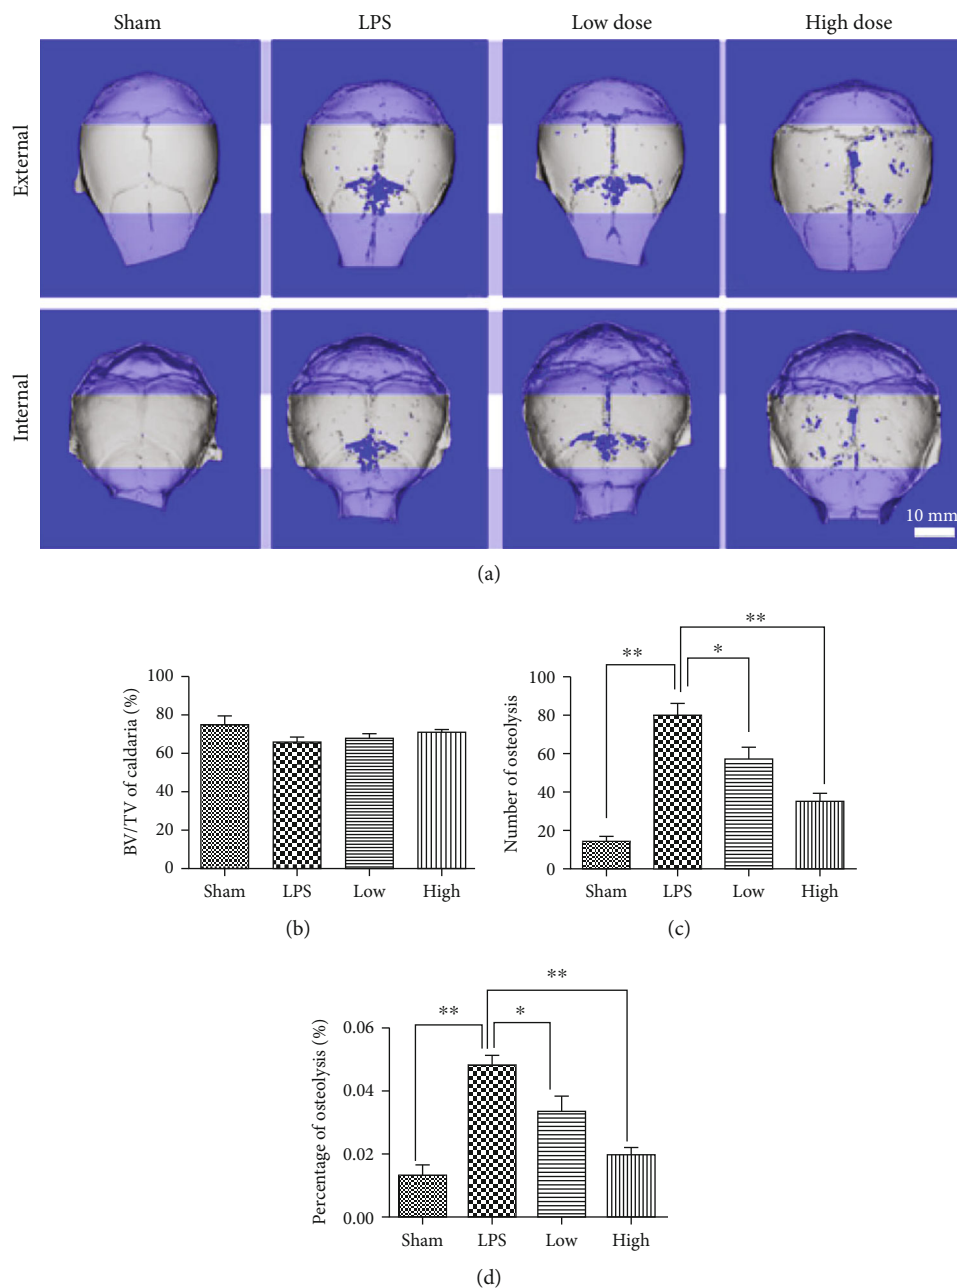 Sham LPS Low dose High dose
External
Internal
10 mm
(a)
BV/TV of caldaria (%)
100
80
60
40
20
0
Sham LPS Low High
(b)
Number of osteolysis
100
80
60
40
20
0
** * **
Sham LPS Low High
(c)
Percentage of osteolysis (%)
0.06
0.04
0.02
0.00
** * **
Sham LPS Low High
(d)